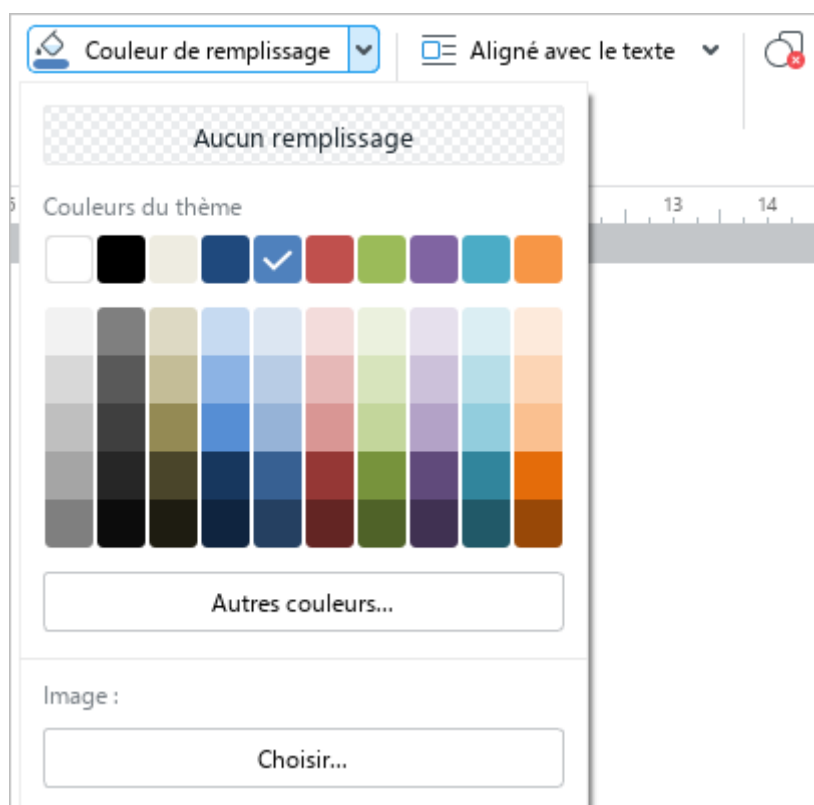 Couleur de remplissage
Aligné avec le texte
Aucun remplissage
Couleurs du thème
13
14
Autres couleurs...
Image :
Choisir...